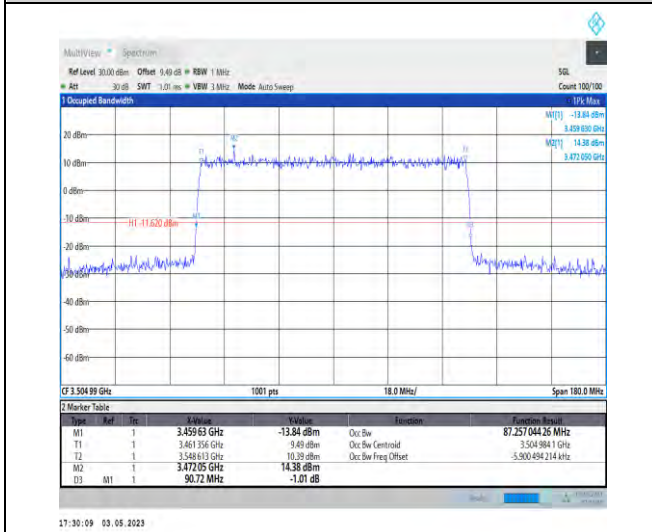 MultiView Spectrum
Ref Level 30.00 dBm Offset 9.49 dB RBW 1 MHz SGL
Att 30 dB SWT 1.01 ms VBW 3 MHz Mode Auto Sweep Count 100/100
1 Occupied Bandwidth 1Pk Max
M1[1] -13.84 dBm
3.459 630 GHz
M2[1] 14.38 dBm
3.472 050 GHz
20 dBm
M2
T1
10 dBm
0 dBm
-10 dBm
H1 -11.620 dBm
M1
D3
-20 dBm
-30 dBm
-40 dBm
-50 dBm
-60 dBm
CF 3.504 99 GHz 1001 pts 18.0 MHz/ Span 180.0 MHz
2 Marker Table
Type Ref Trc X-Value Y-Value Function Function Result
M1 1 3.459 63 GHz -13.84 dBm Occ Bw 87.257 044 26 MHz
T1 1 3.461 356 GHz 9.49 dBm Occ Bw Centroid 3.504 984 1 GHz
T2 1 3.548 613 GHz 10.39 dBm Occ Bw Freq Offset -5.900 494 214 kHz
M2 1 3.472 05 GHz 14.38 dBm
D3 M1 1 90.72 MHz -1.01 dB
17:30:09 03.05.2023